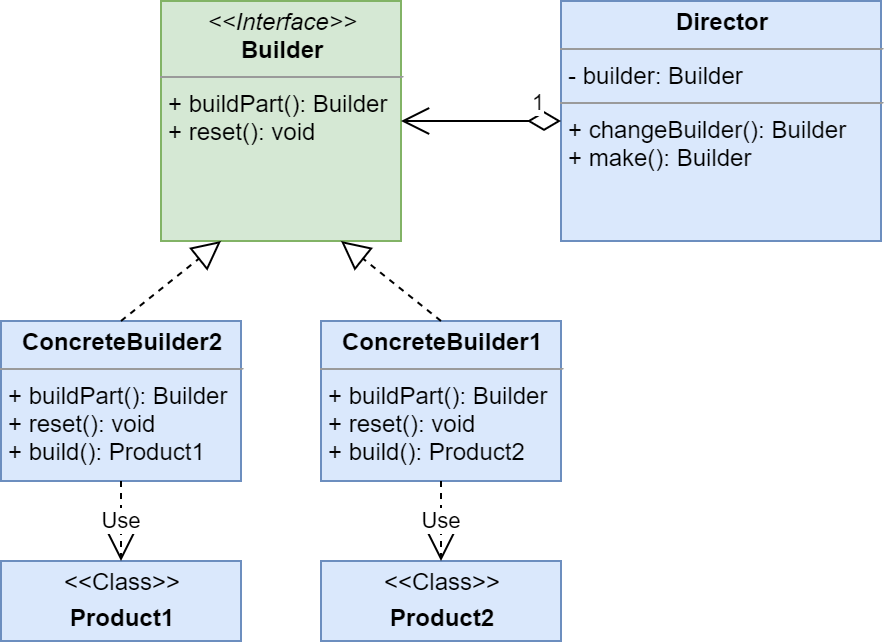 <<Interface>>
Builder
+ buildPart(): Builder
+ reset(): void
Director
- builder: Builder
+ changeBuilder(): Builder
+ make(): Builder
1
ConcreteBuilder2
+ buildPart(): Builder
+ reset(): void
+ build(): Product1
ConcreteBuilder1
+ buildPart(): Builder
+ reset(): void
+ build(): Product2
Use
Use
<<Class>>
Product1
<<Class>>
Product2